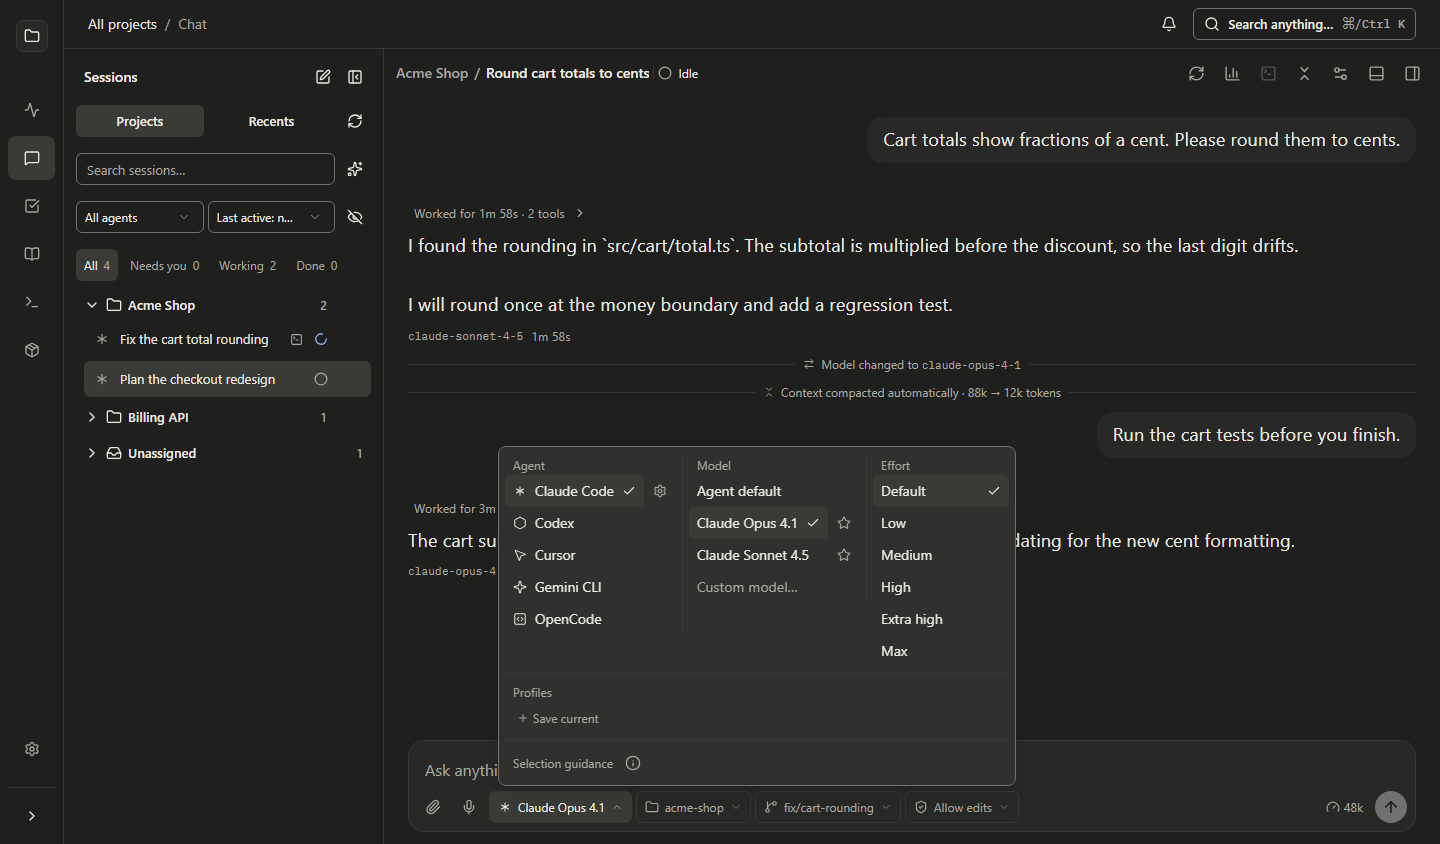 All projects / Chat
Search anything... ⌘/Ctrl K
Sessions
Projects
Recents
Search sessions...
All agents
Last active: n...
All 4
Needs you 0
Working 2
Done 0
Acme Shop 2
Fix the cart total rounding
Plan the checkout redesign
Billing API 1
Unassigned 1
Acme Shop / Round cart totals to cents
Idle
Cart totals show fractions of a cent. Please round them to cents.
Worked for 1m 58s · 2 tools
I found the rounding in `src/cart/total.ts`. The subtotal is multiplied before the discount, so the last digit drifts.
I will round once at the money boundary and add a regression test.
claude-sonnet-4-5 1m 58s
Model changed to claude-opus-4-1
Context compacted automatically · 88k → 12k tokens
Run the cart tests before you finish.
Worked for 3m
The cart su
dating for the new cent formatting.
claude-opus-4
Agent
Claude Code
Codex
Cursor
Gemini CLI
OpenCode
Model
Agent default
Claude Opus 4.1
Claude Sonnet 4.5
Custom model...
Effort
Default
Low
Medium
High
Extra high
Max
Profiles
+ Save current
Selection guidance
Ask anythi
Claude Opus 4.1
acme-shop
fix/cart-rounding
Allow edits
48k